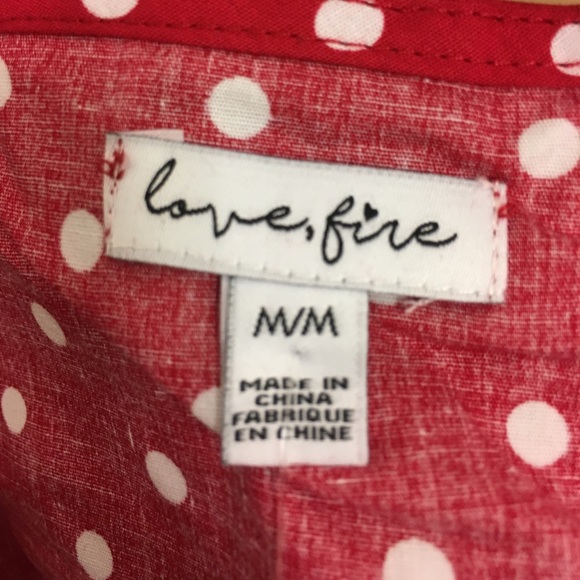 love, fire
M/M
MADE IN
CHINA
FABRIQUE
EN CHINE